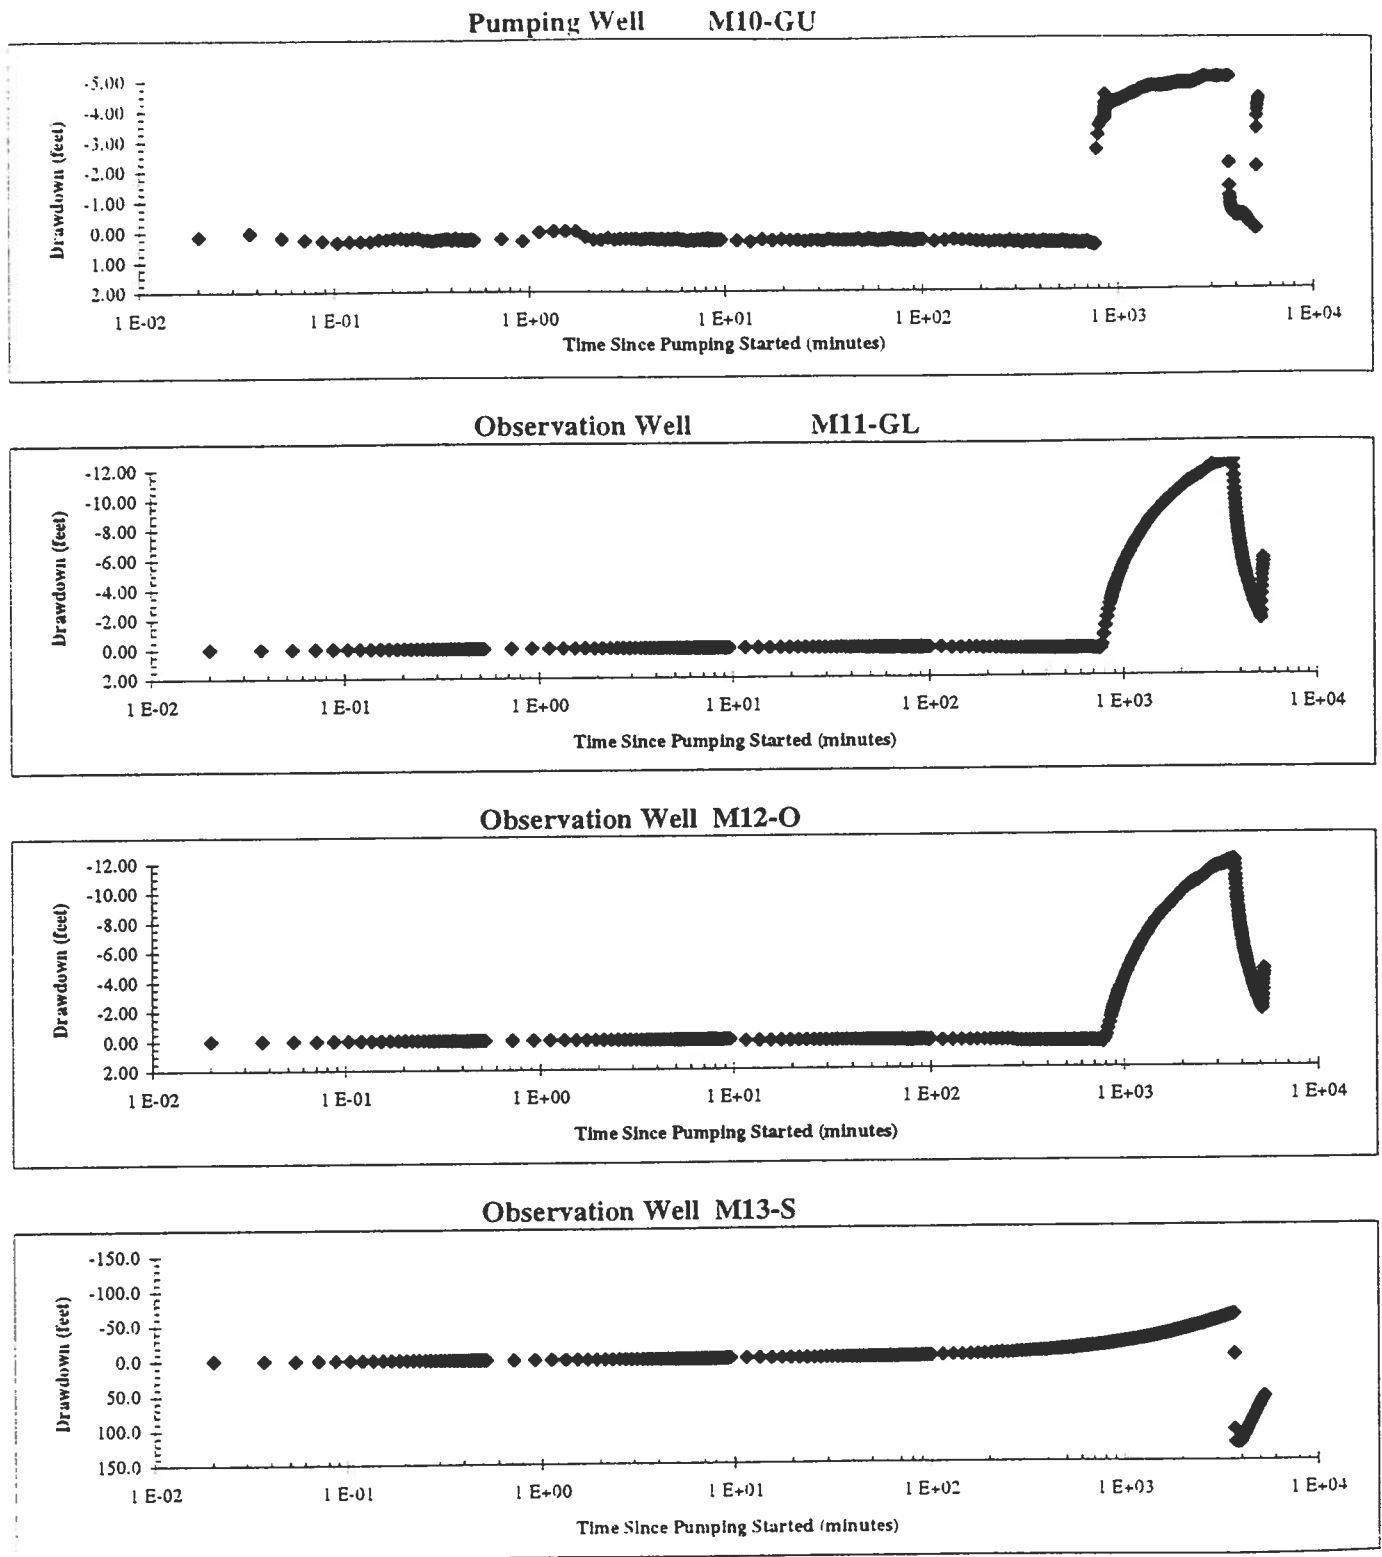 Pumping Well M10-GU
-5.00
-4.00
-3.00
-2.00
-1.00
0.00
1.00
2.00
Drawdown (feet)
1 E-02 1 E-01 1 E+00 1 E+01 1 E+02 1 E+03 1 E+04
Time Since Pumping Started (minutes)
Observation Well M11-GL
-12.00
-10.00
-8.00
-6.00
-4.00
-2.00
0.00
2.00
Drawdown (feet)
1 E-02 1 E-01 1 E+00 1 E+01 1 E+02 1 E+03 1 E+04
Time Since Pumping Started (minutes)
Observation Well M12-O
-12.00
-10.00
-8.00
-6.00
-4.00
-2.00
0.00
2.00
Drawdown (feet)
1 E-02 1 E-01 1 E+00 1 E+01 1 E+02 1 E+03 1 E+04
Time Since Pumping Started (minutes)
Observation Well M13-S
-150.0
-100.0
-50.0
0.0
50.0
100.0
150.0
Drawdown (feet)
1 E-02 1 E-01 1 E+00 1 E+01 1 E+02 1 E+03 1 E+04
Time Since Pumping Started (minutes)